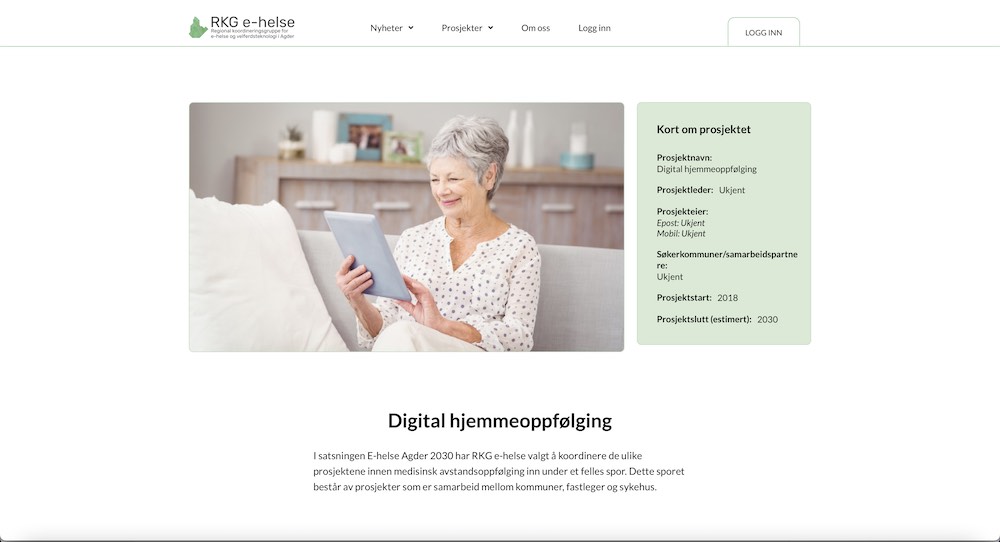 RKG e-helse
Regional koordineringsgruppe for
e-helse og velferdsteknologi i Agder
Nyheter
Prosjekter
Om oss
Logg inn
LOGG INN
Kort om prosjektet
Prosjektnavn:
Digital hjemmeoppfølging
Prosjektleder: Ukjent
Prosjekteier:
Epost: Ukjent
Mobil: Ukjent
Søkerkommuner/samarbeidspartne
re:
Ukjent
Prosjektstart: 2018
Prosjektslutt (estimert): 2030
Digital hjemmeoppfølging
I satsningen E-helse Agder 2030 har RKG e-helse valgt å koordinere de ulike
prosjektene innen medisinsk avstandsoppfølging inn under et felles spor. Dette sporet
består av prosjekter som er samarbeid mellom kommuner, fastleger og sykehus.